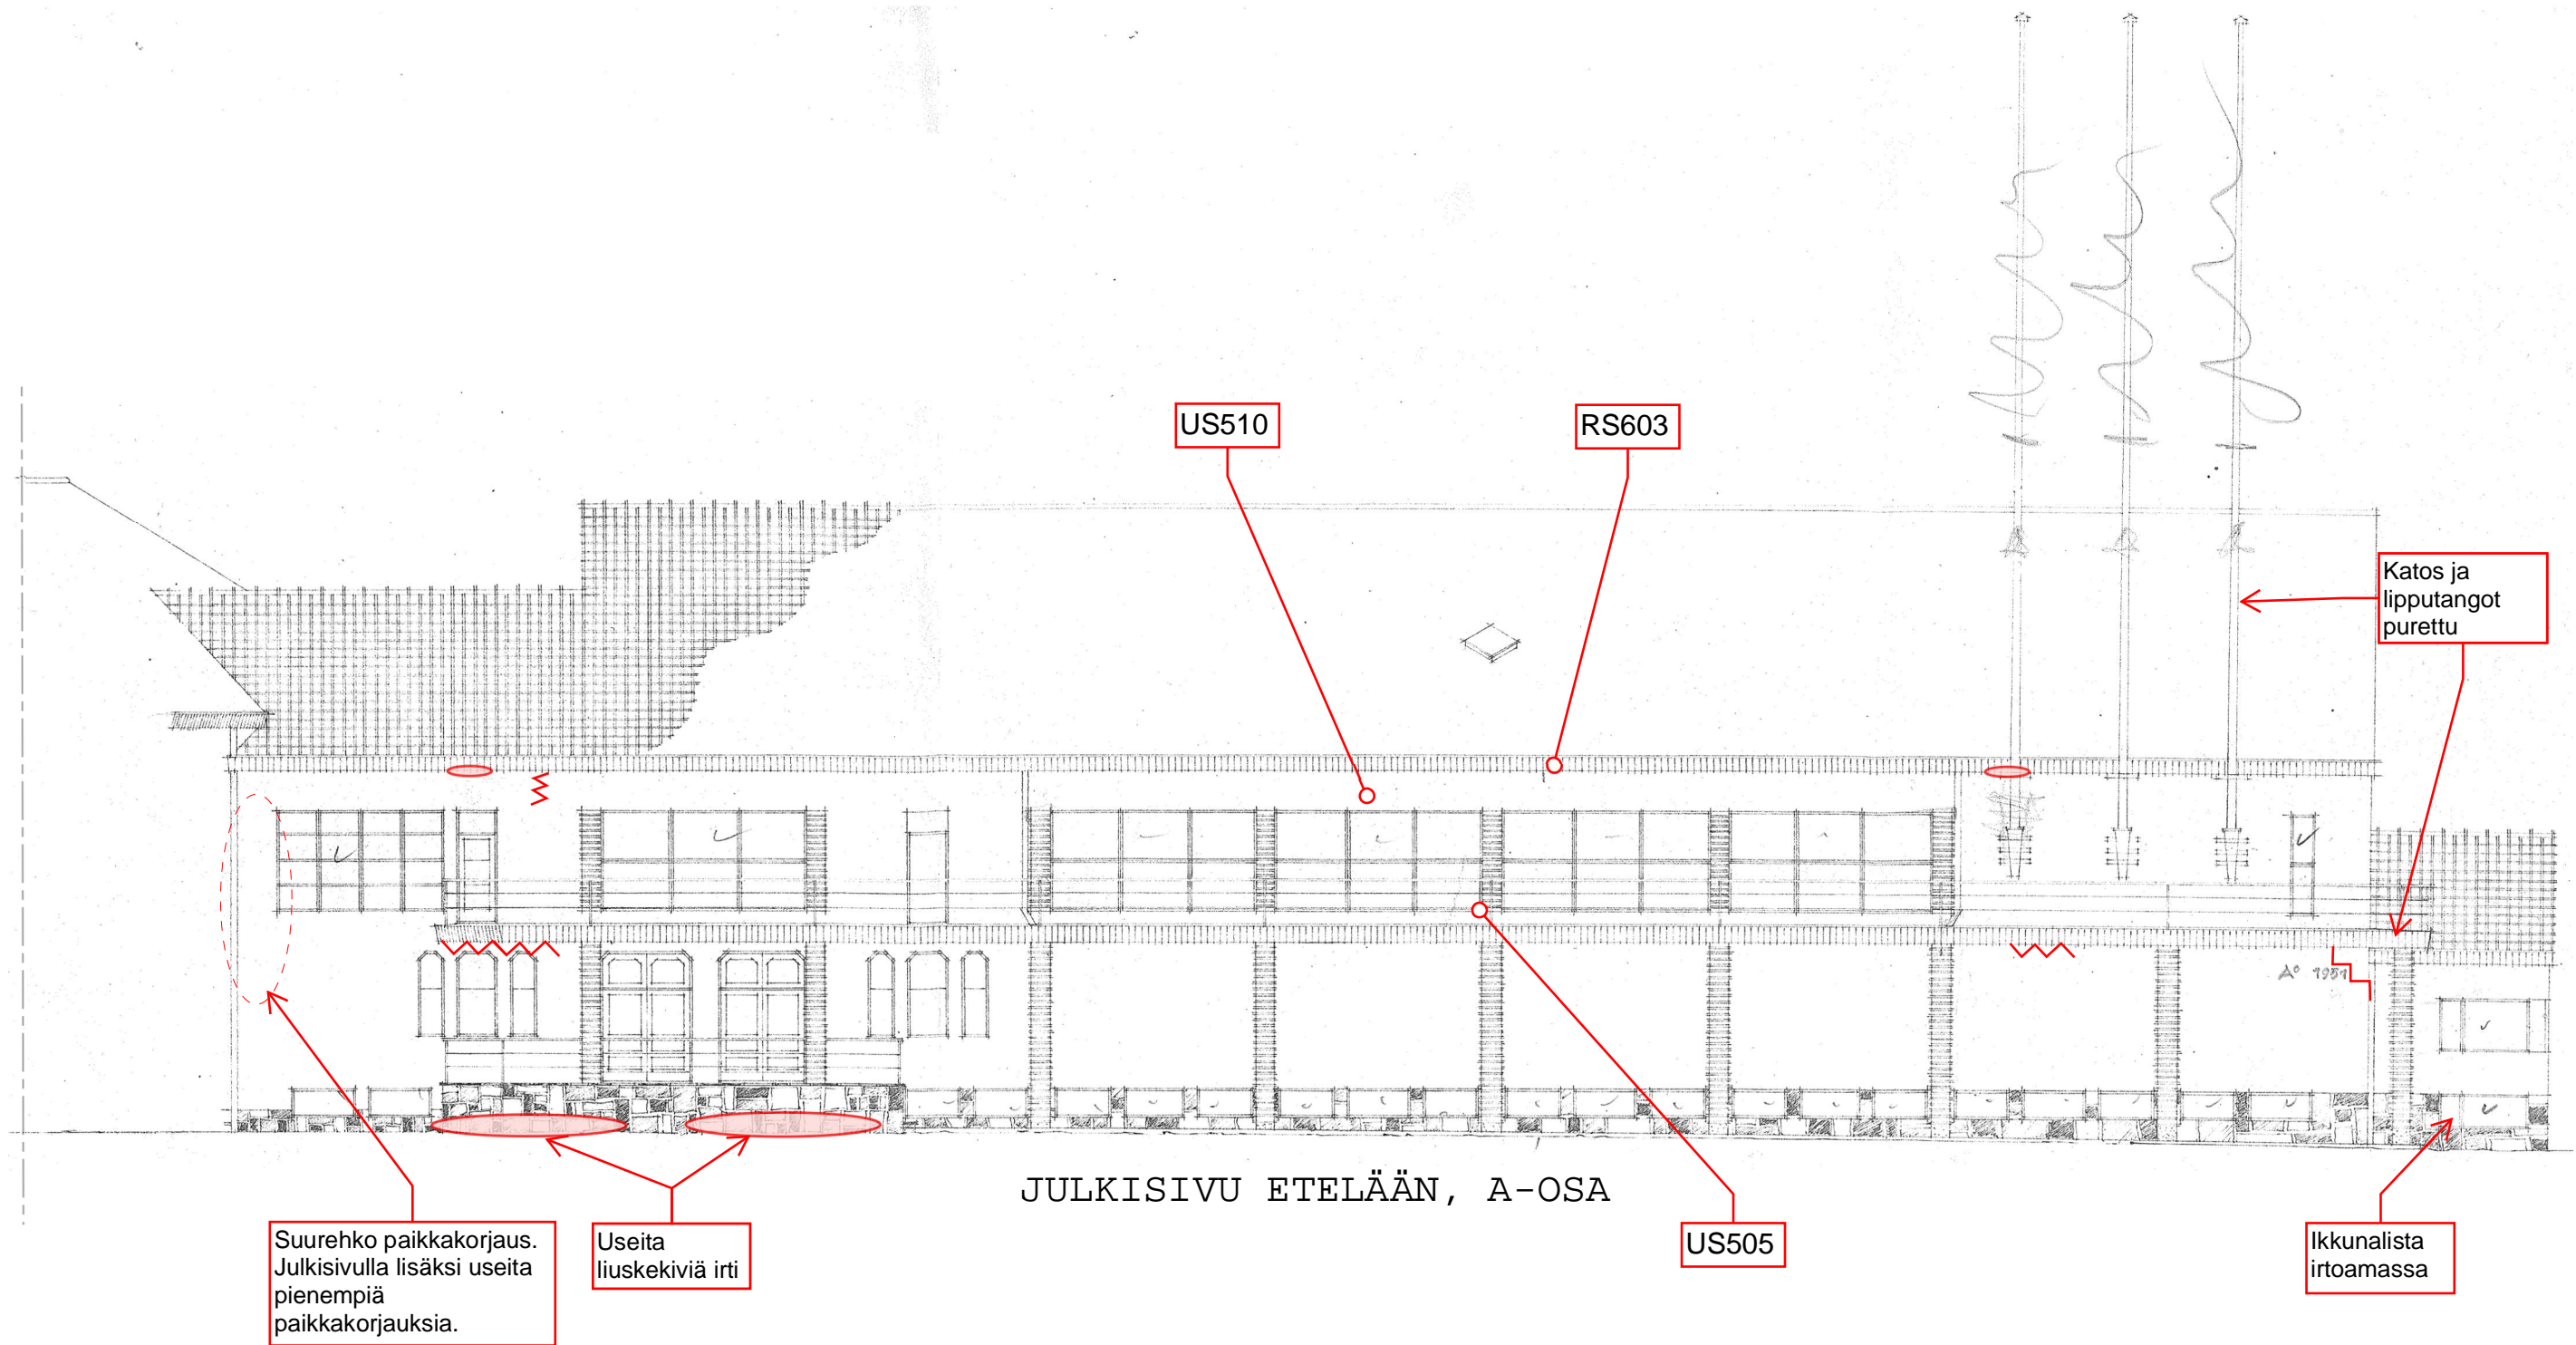 US510
RS603
Katos ja
lipputangot
purettu
A° 1951
JULKISIVU ETELÄÄN, A-OSA
Suurehko paikkakorjaus.
Julkisivulla lisäksi useita
pienempiä
paikkakorjauksia.
Useita
liuskekiviä irti
US505
Ikkunalista
irtoamassa